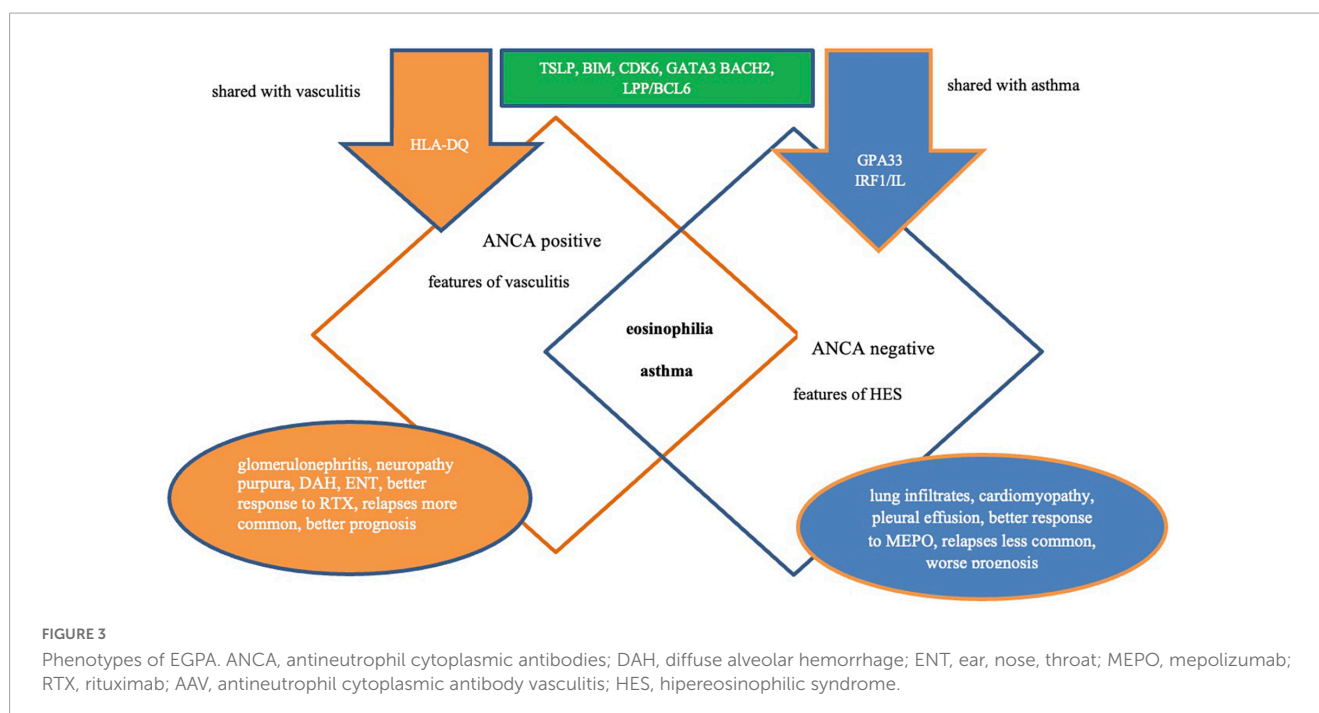 TSLP, BIM, CDK6, GATA3 BACH2,
LPP/BCL6
shared with vasculitis
shared with asthma
HLA-DQ
GPA33
IRF1/IL
ANCA positive
features of vasculitis
eosinophilia
asthma
ANCA negative
features of HES
glomerulonephritis, neuropathy
purpura, DAH, ENT, better
response to RTX, relapses more
common, better prognosis
lung infiltrates, cardiomyopathy,
pleural effusion, better response
to MEPO, relapses less common,
worse prognosis
FIGURE 3
Phenotypes of EGPA. ANCA, antineutrophil cytoplasmic antibodies; DAH, diffuse alveolar hemorrhage; ENT, ear, nose, throat; MEPO, mepolizumab;
RTX, rituximab; AAV, antineutrophil cytoplasmic antibody vasculitis; HES, hipereosinophilic syndrome.